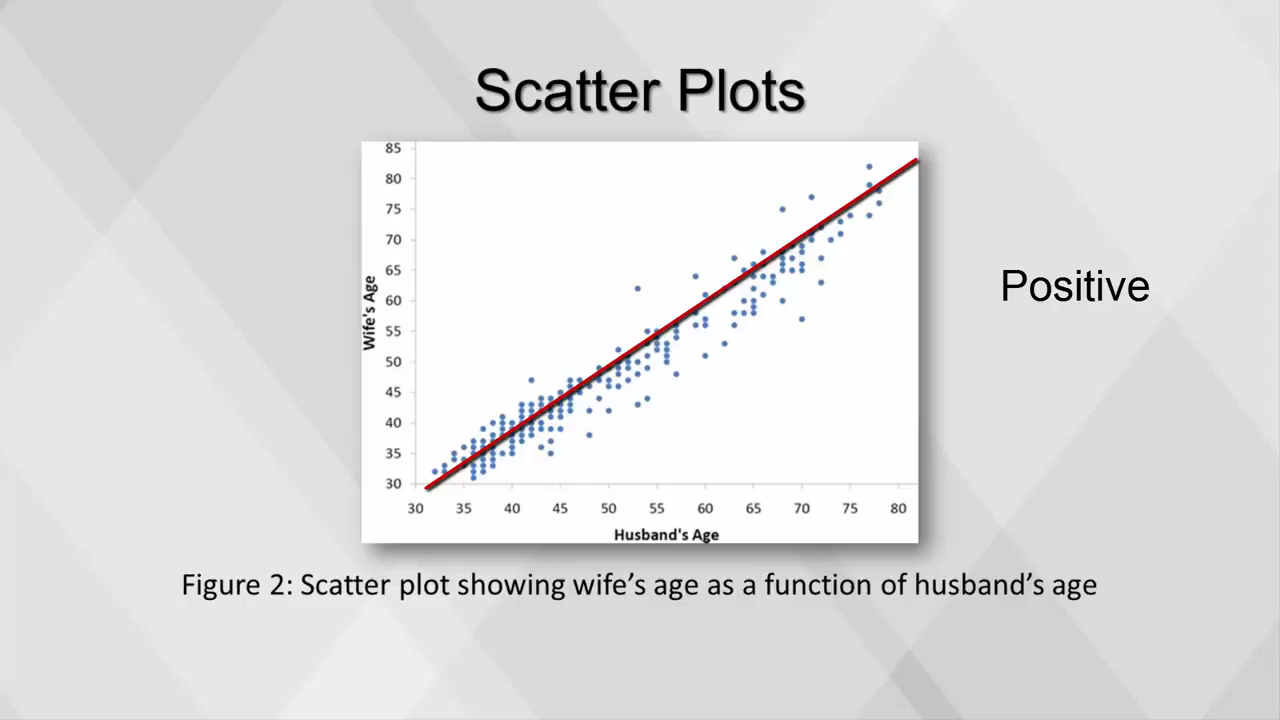 Scatter Plots
85
80
75
70
65
60
55
50
45
40
35
30
Wife's Age
30 35 40 45 50 55 60 65 70 75 80
Husband's Age
Positive
Figure 2: Scatter plot showing wife’s age as a function of husband’s age